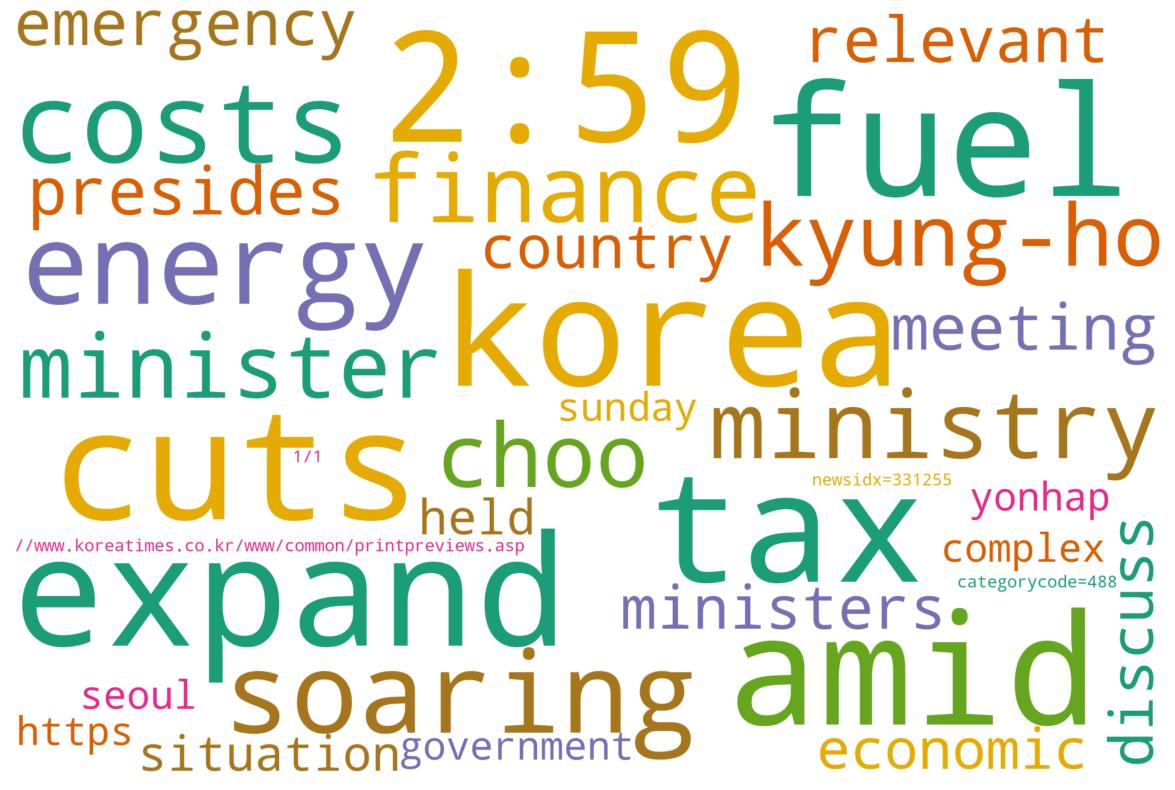 emergency
2:59
relevant
costs
fuel
presides
finance
kyung-ho
energy
country
korea
meeting
minister
sunday
ministry
cuts
1/1
choo
newsidx=331255
tax
yonhap
held
//www.koreatimes.co.kr/www/common/printpreviews.asp
complex
expand
categorycode=488
discuss
ministers
amid
soaring
seoul
https
situation
government
economic